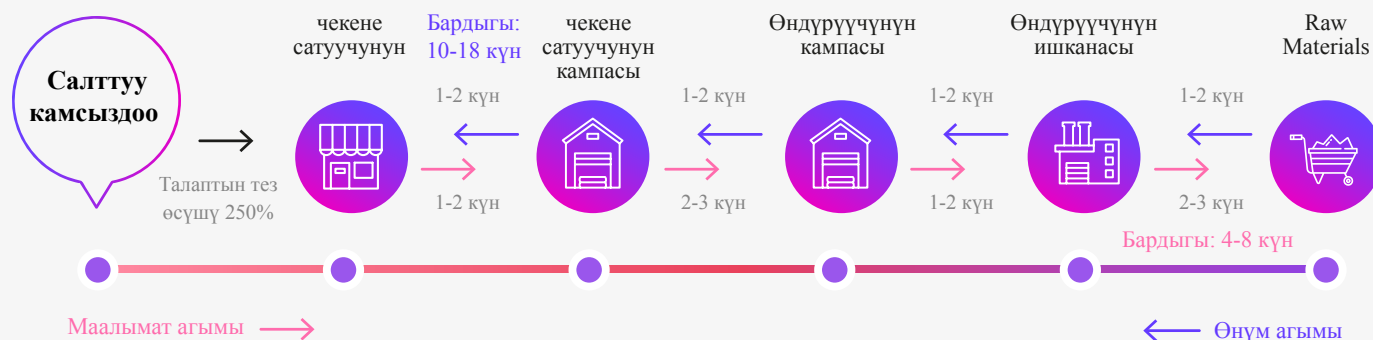 Салттуу
камсыздоо
Талаптын тез
өсүшү 250%
чекене
сатуучунун
Бардыгы:
10-18 күн
1-2 күн
1-2 күн
чекене
сатуучунун
кампасы
1-2 күн
2-3 күн
Өндүрүүчүнүн
кампасы
1-2 күн
1-2 күн
Өндүрүүчүнүн
ишканасы
1-2 күн
2-3 күн
Raw
Materials
Бардыгы: 4-8 күн
Маалымат агымы
Өнүм агымы